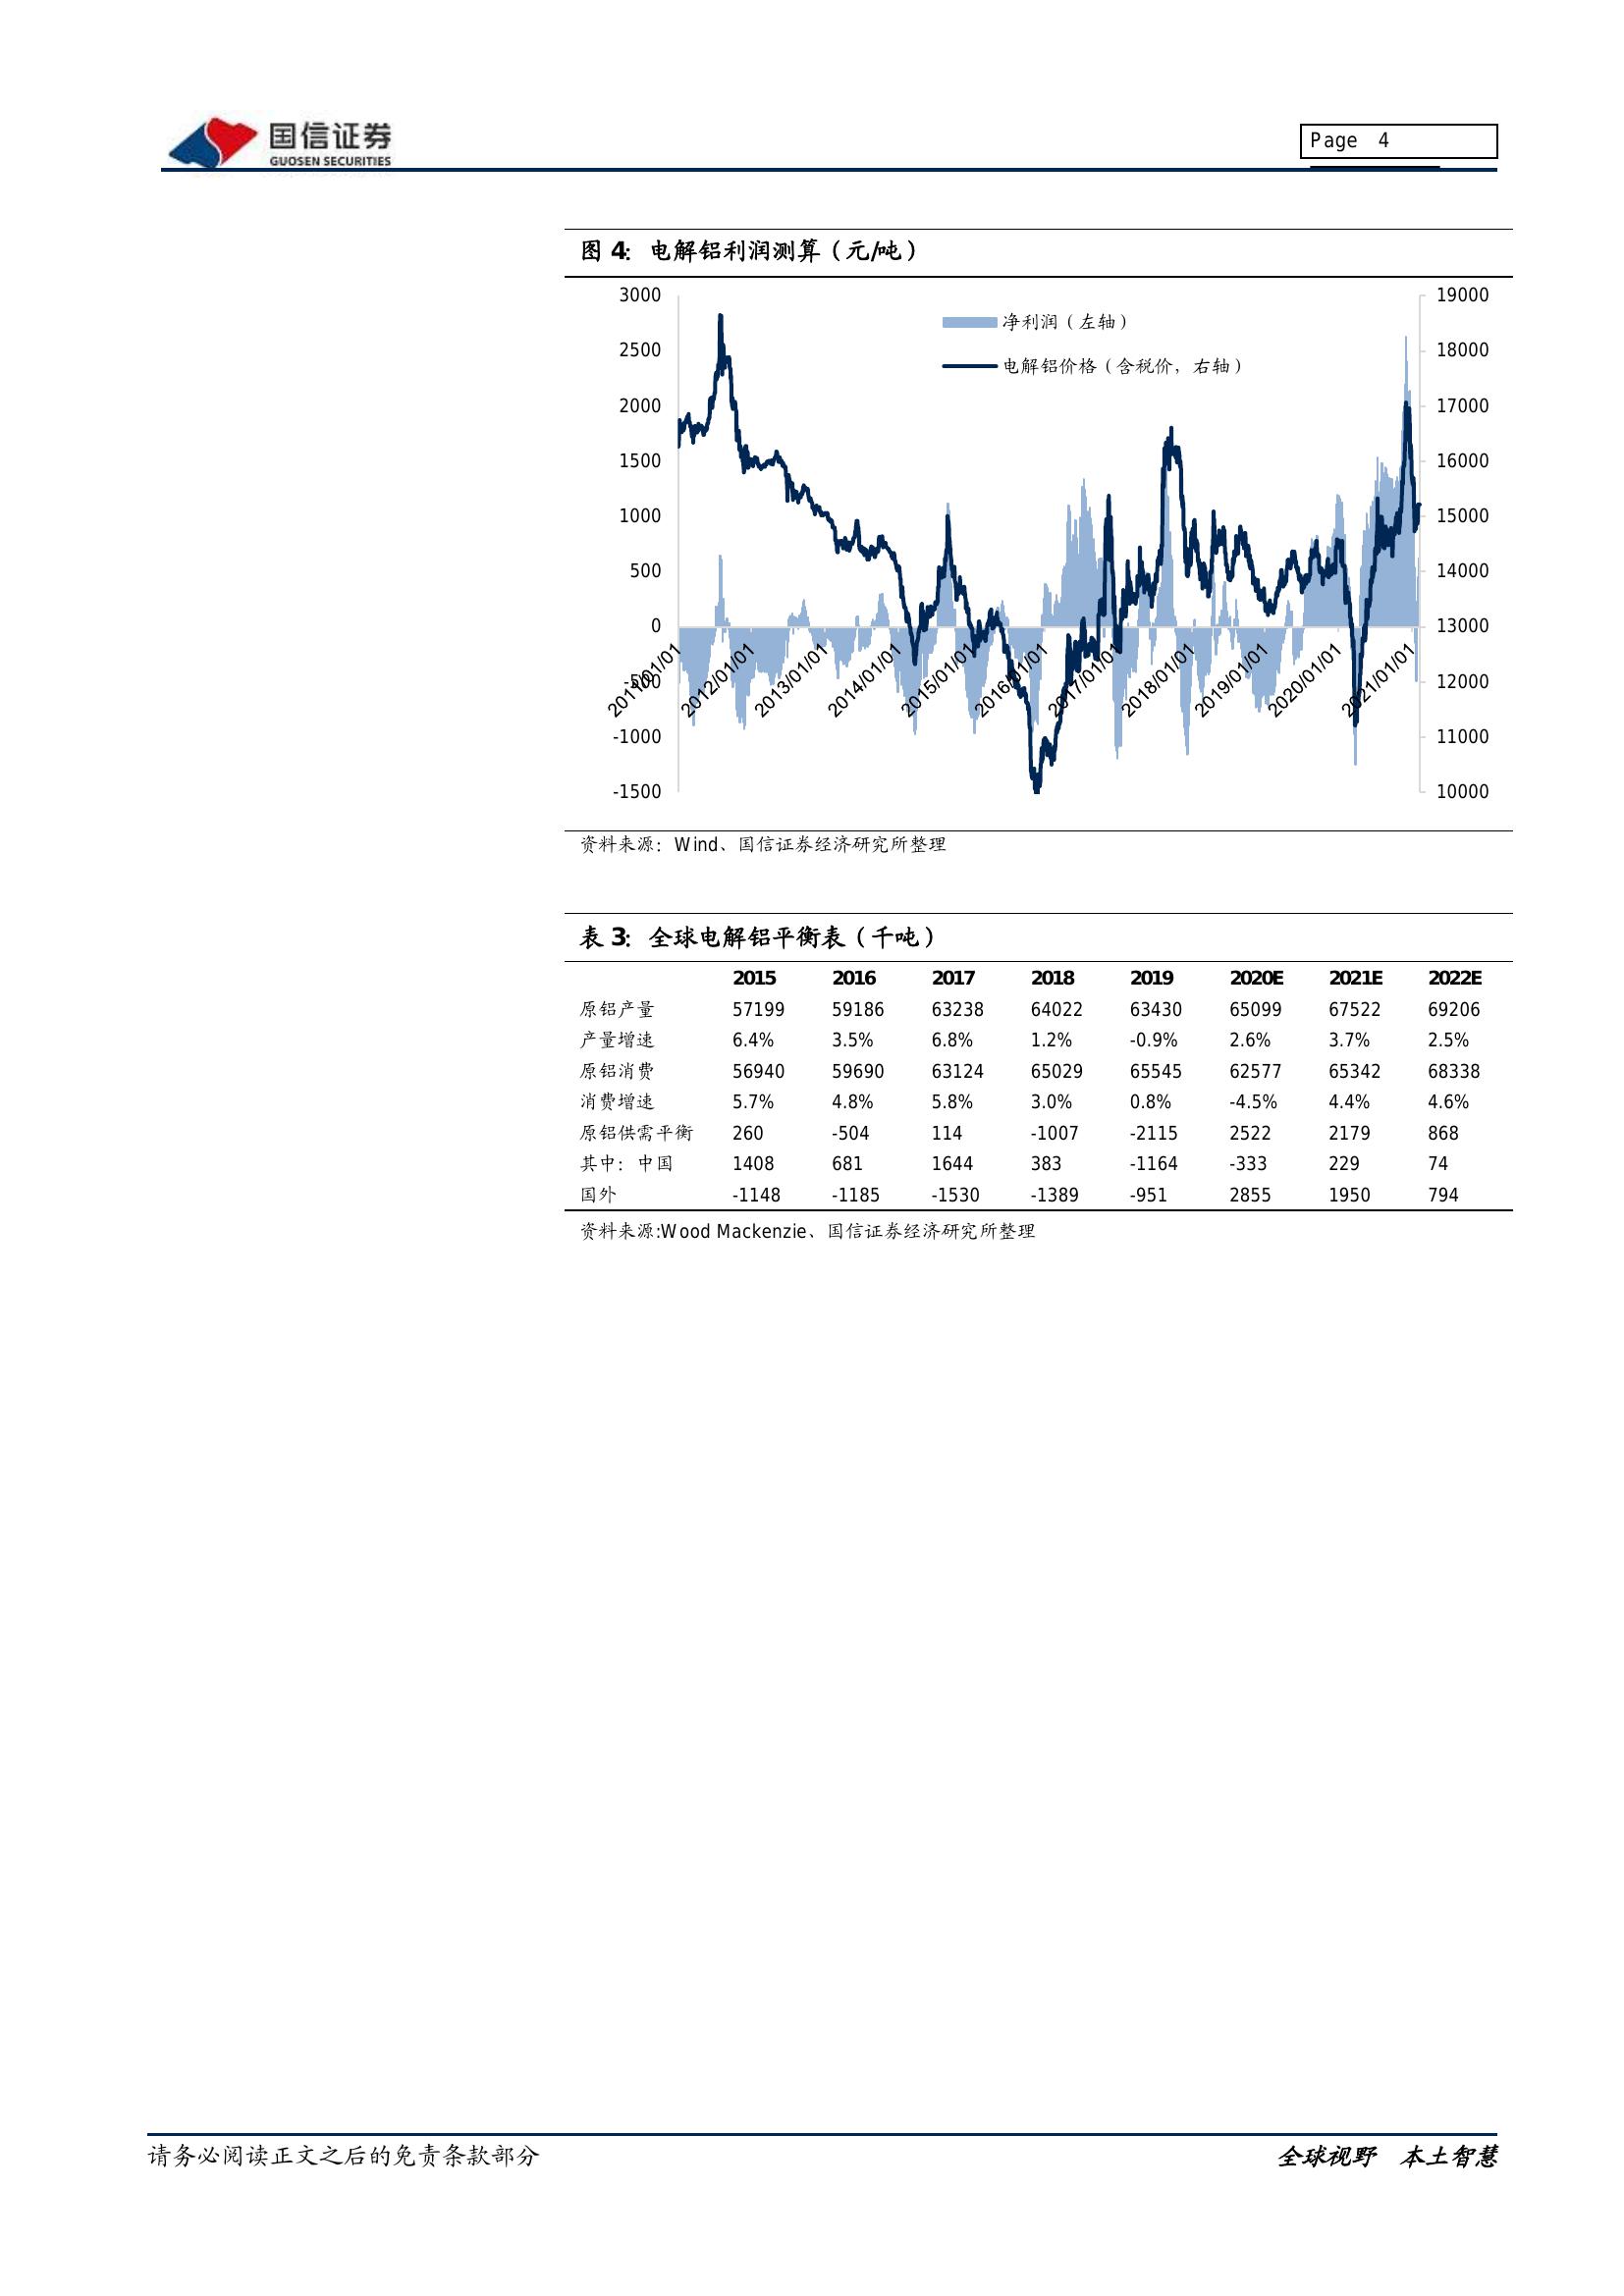 国信证券
GUOSEN SECURITIES
Page 4
图 4: 电解铝利润测算（元/吨）
3000
2500
2000
1500
1000
500
0
-500
-1000
-1500
净利润（左轴）
电解铝价格（含税价，右轴）
19000
18000
17000
16000
15000
14000
13000
12000
11000
10000
2011/01/01
2012/01/01
2013/01/01
2014/01/01
2015/01/01
2016/01/01
2017/01/01
2018/01/01
2019/01/01
2020/01/01
2021/01/01
资料来源：Wind、国信证券经济研究所整理
表 3: 全球电解铝平衡表（千吨）
2015 2016 2017 2018 2019 2020E 2021E 2022E
原铝产量 57199 59186 63238 64022 63430 65099 67522 69206
产量增速 6.4% 3.5% 6.8% 1.2% -0.9% 2.6% 3.7% 2.5%
原铝消费 56940 59690 63124 65029 65545 62577 65342 68338
消费增速 5.7% 4.8% 5.8% 3.0% 0.8% -4.5% 4.4% 4.6%
原铝供需平衡 260 -504 114 -1007 -2115 2522 2179 868
其中：中国 1408 681 1644 383 -1164 -333 229 74
国外 -1148 -1185 -1530 -1389 -951 2855 1950 794
资料来源:Wood Mackenzie、国信证券经济研究所整理
请务必阅读正文之后的免责条款部分
全球视野 本土智慧